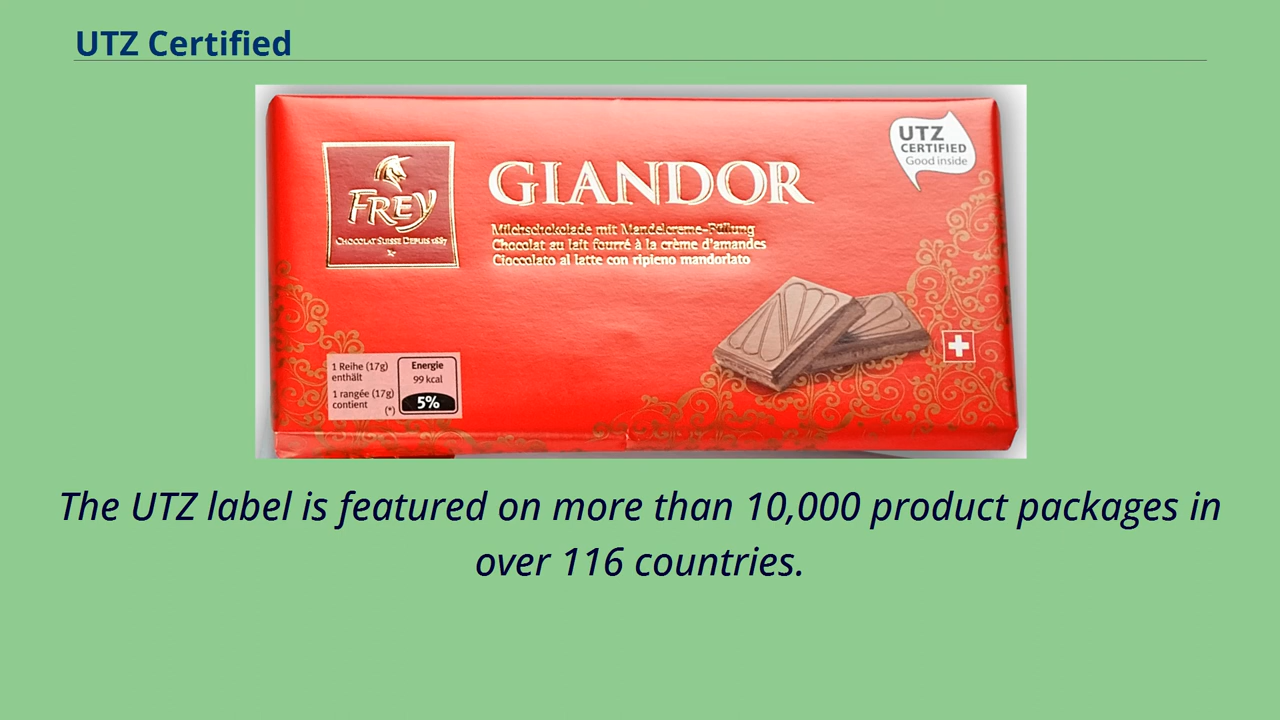 UTZ Certified
FREY
CHOCOLAT SUISSE DEPUIS 1887
GIANDOR
Milchschokolade mit Mandelcreme-Füllung
Chocolat au lait fourré à la crème d'amandes
Cioccolato al latte con ripieno mandorlato
UTZ
CERTIFIED
Good inside
1 Reihe (17g)
enthält
1 rangée (17g)
contient
(*)
Energie
99 kcal
5%
The UTZ label is featured on more than 10,000 product packages in
over 116 countries.